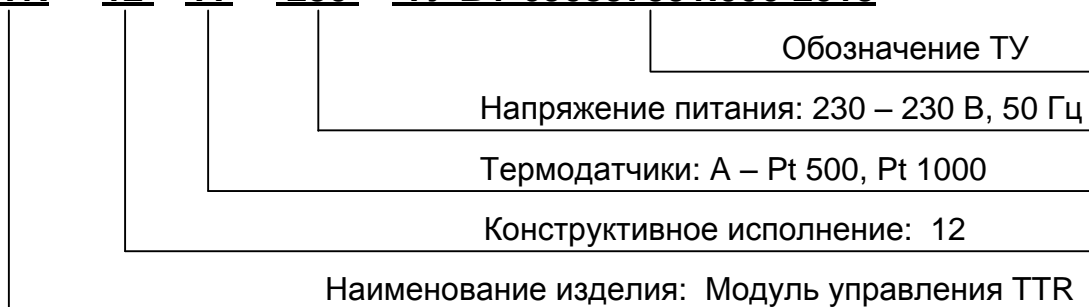 Обозначение ТУ
Напряжение питания: 230 – 230 В, 50 Гц
Термодатчики: А – Pt 500, Pt 1000
Конструктивное исполнение: 12
Наименование изделия: Модуль управления TTR